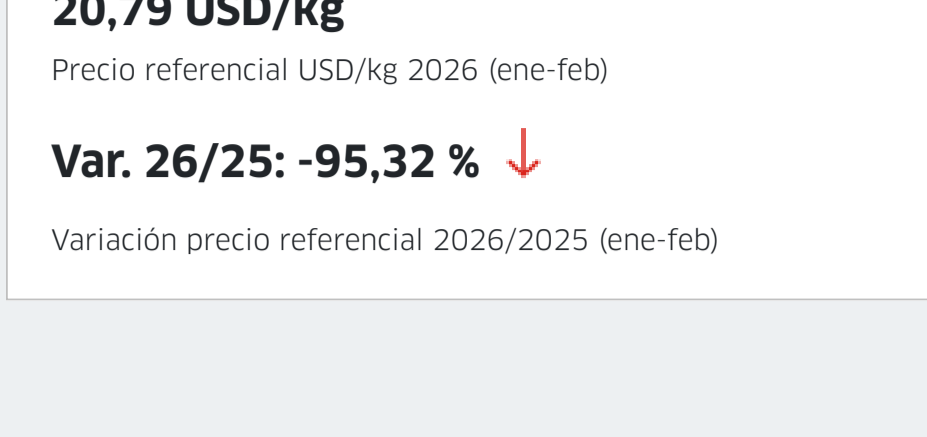 20,79 USD/kg
Precio referencial USD/kg 2026 (ene-feb)
Var. 26/25: -95,32 %
Variación precio referencial 2026/2025 (ene-feb)